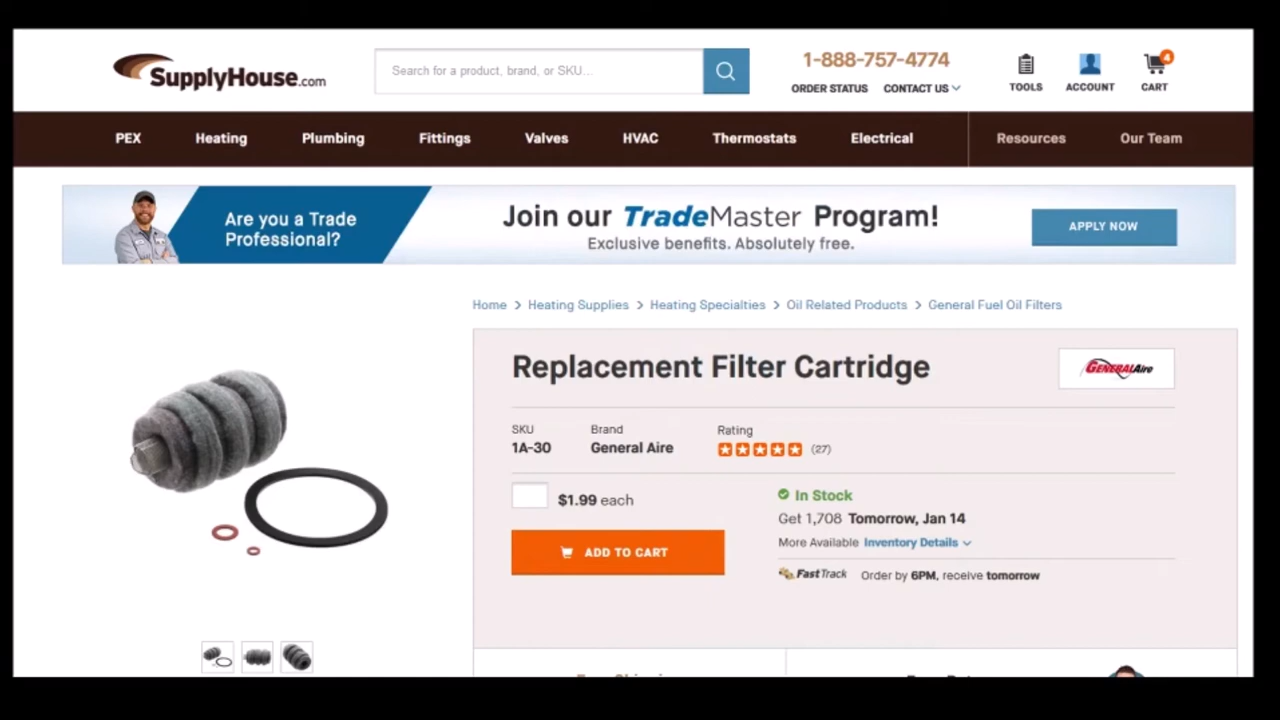 SupplyHouse.com
Search for a product, brand, or SKU...
1-888-757-4774
ORDER STATUS CONTACT US
TOOLS
ACCOUNT
4
CART
PEX Heating Plumbing Fittings Valves HVAC Thermostats Electrical Resources Our Team
Are you a Trade
Professional?
Join our TradeMaster Program!
Exclusive benefits. Absolutely free.
APPLY NOW
Home > Heating Supplies > Heating Specialties > Oil Related Products > General Fuel Oil Filters
Replacement Filter Cartridge
GENERALAire
SKU
1A-30
Brand
General Aire
Rating
(27)
$1.99 each
ADD TO CART
In Stock
Get 1,708 Tomorrow, Jan 14
More Available Inventory Details
FastTrack Order by 6PM, receive tomorrow